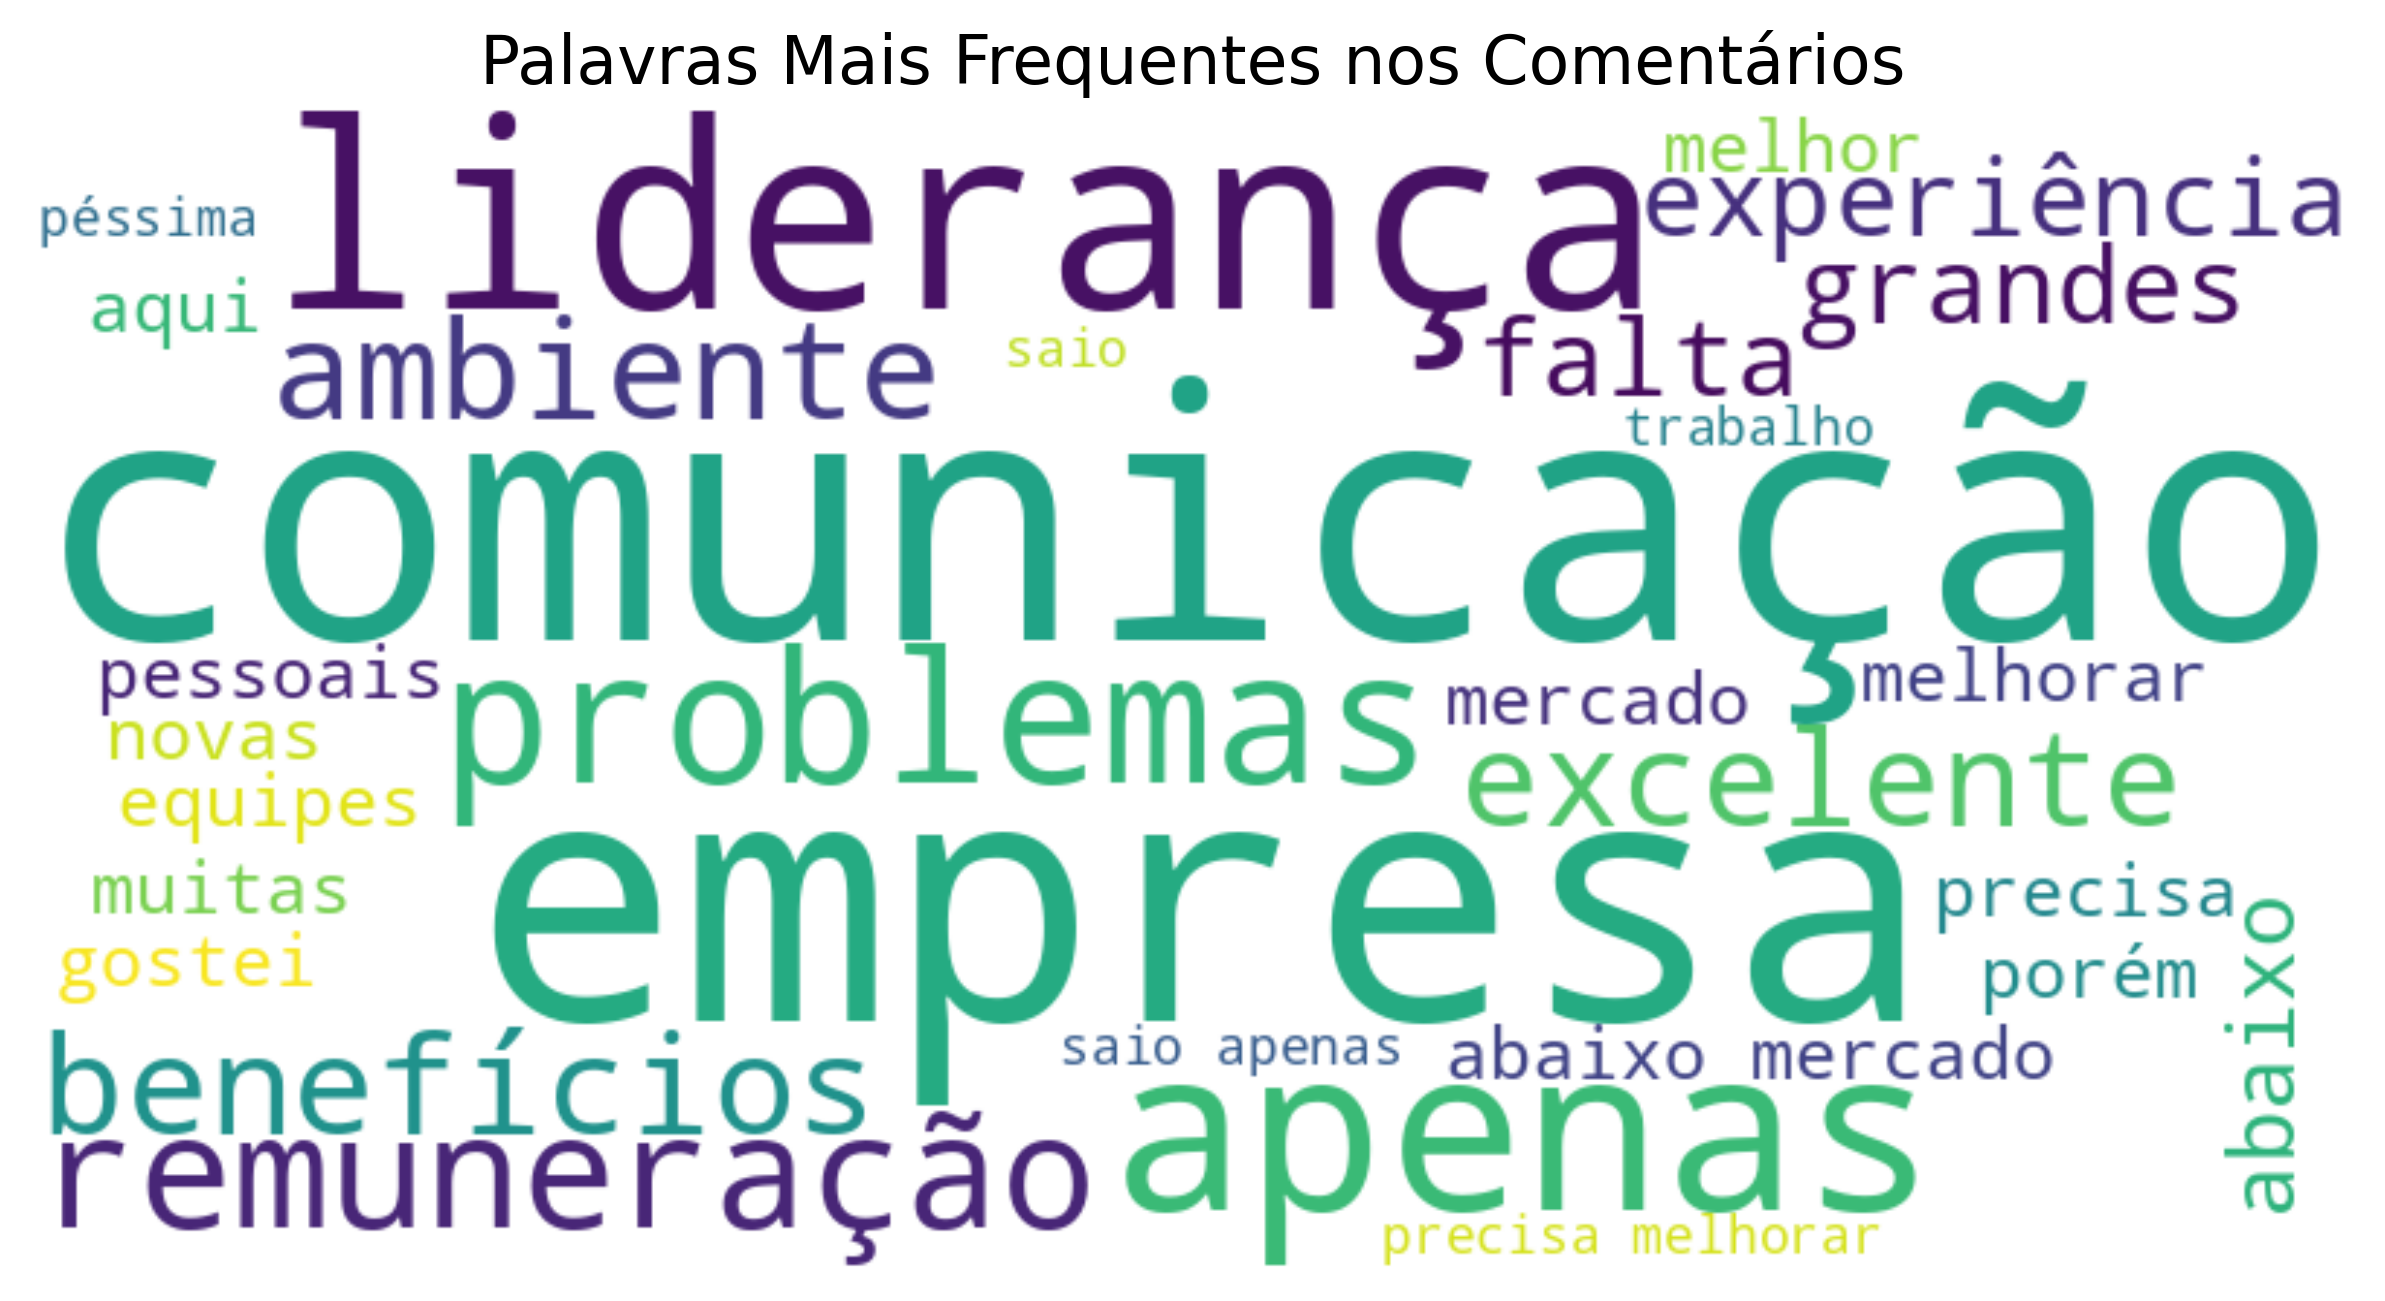 Palavras Mais Frequentes nos Comentários
liderança
melhor
experiência
péssima
aqui
grandes
ambiente
saio
falta
trabalho
comunicação
pessoais
problemas
mercado
melhorar
novas
excelente
equipes
empresa
muitas
precisa
gostei
porém
abaixo
benefícios
saio apenas
abaixo mercado
remuneração
apenas
precisa melhorar